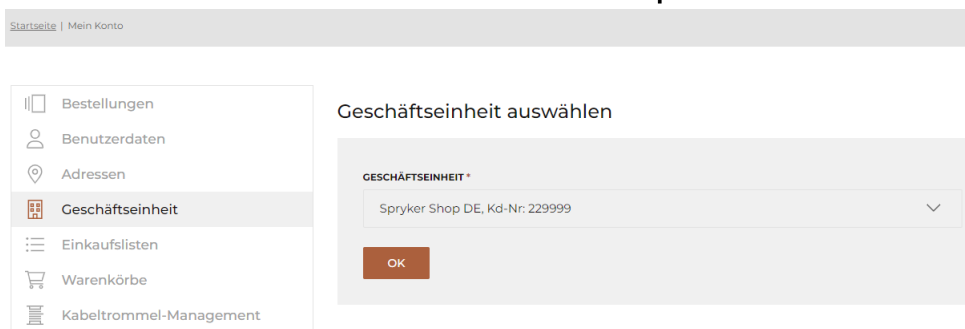 Startseite | Mein Konto
Bestellungen
Benutzerdaten
Adressen
Geschäftseinheit
Einkaufslisten
Warenkörbe
Kabeltrommel-Management
Geschäftseinheit auswählen
GESCHÄFTSEINHEIT *
Spryker Shop DE, Kd-Nr: 229999
OK